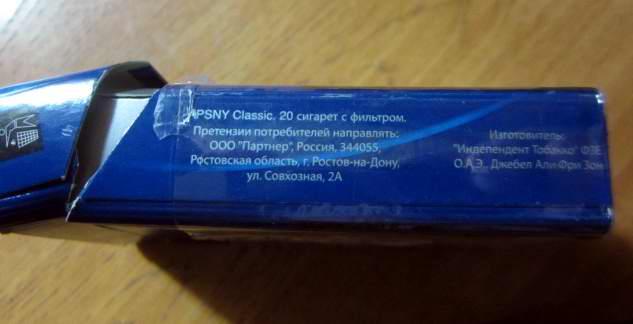 PSNY Classic. 20 сигарет с фильтром.
Претензии потребителей направлять:
ООО "Партнер", Россия, 344055,
Ростовская область, г. Ростов-на-Дону,
ул. Совхозная, 2А
Изготовитель:
"Индепендент Тобакко" ФЗЕ
О.А.Э., Джебел Али Фри Зон